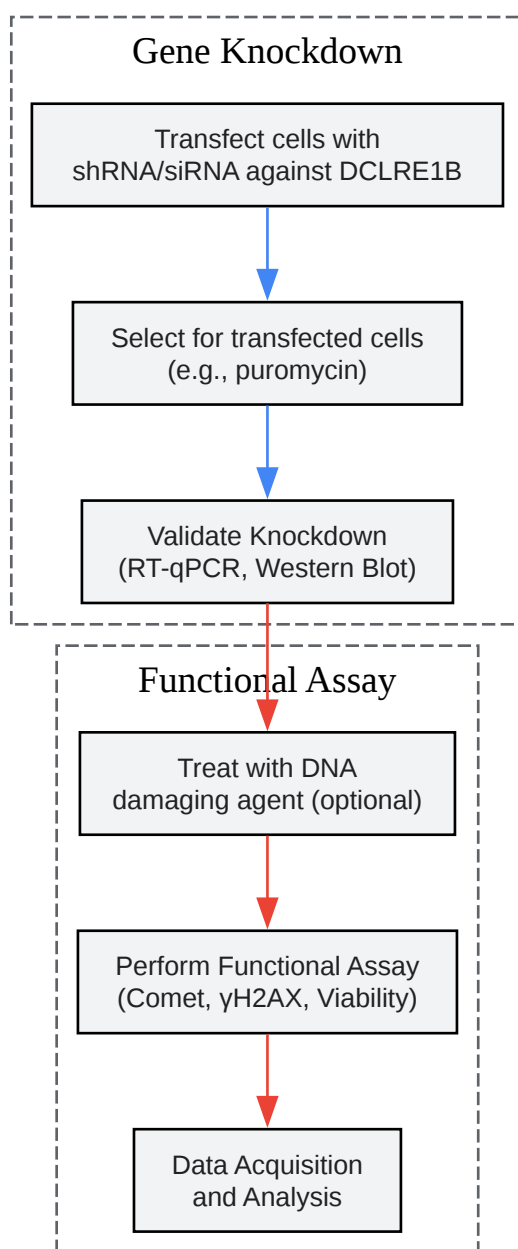 Gene Knockdown
Transfect cells with
shRNA/siRNA against DCLRE1B
Select for transfected cells
(e.g., puromycin)
Validate Knockdown
(RT-qPCR, Western Blot)
Functional Assay
Treat with DNA
damaging agent (optional)
Perform Functional Assay
(Comet, γH2AX, Viability)
Data Acquisition
and Analysis